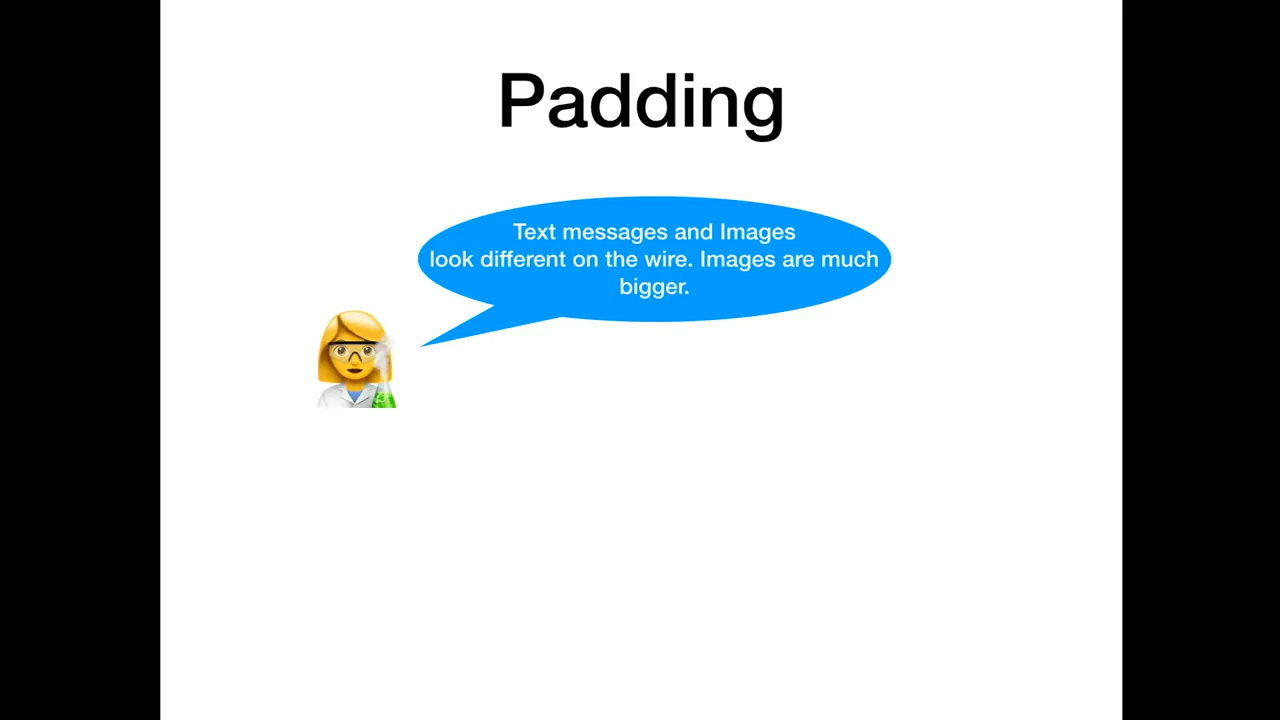 Padding
Text messages and Images
look different on the wire. Images are much
bigger.